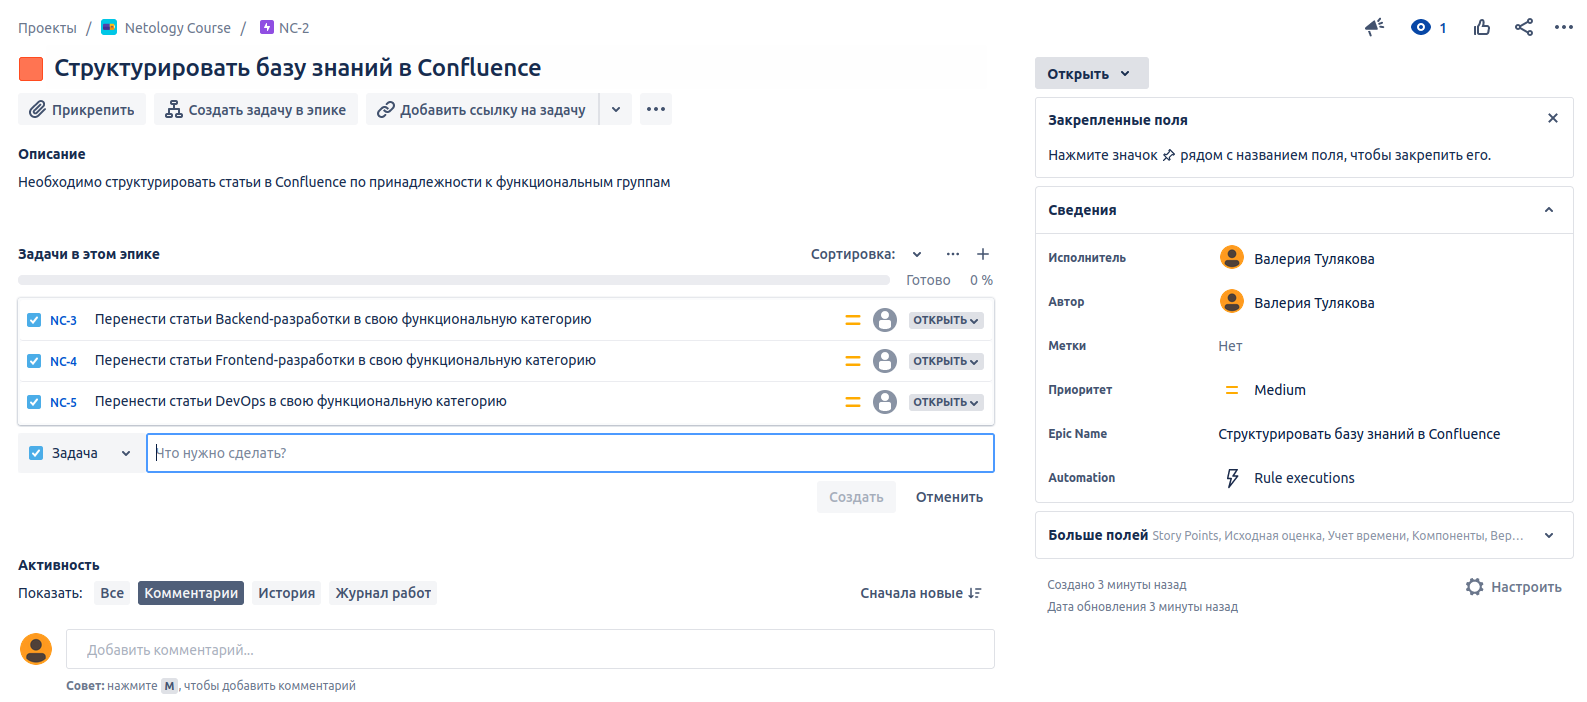 Проекты / Netology Course / NC-2
1
Структурировать базу знаний в Confluence
Прикрепить
Создать задачу в эпике
Добавить ссылку на задачу
Описание
Необходимо структурировать статьи в Confluence по принадлежности к функциональным группам
Задачи в этом эпике
Сортировка:
Готово 0 %
NC-3 Перенести статьи Backend-разработки в свою функциональную категорию ОТКРЫТЬ
NC-4 Перенести статьи Frontend-разработки в свою функциональную категорию ОТКРЫТЬ
NC-5 Перенести статьи DevOps в свою функциональную категорию ОТКРЫТЬ
Задача
Что нужно сделать?
Создать Отменить
Активность
Показать: Все Комментарии История Журнал работ Сначала новые
Добавить комментарий...
Совет: нажмите M, чтобы добавить комментарий
Открыть
Закрепленные поля
Нажмите значок рядом с названием поля, чтобы закрепить его.
Сведения
Исполнитель Валерия Тулякова
Автор Валерия Тулякова
Метки Нет
Приоритет Medium
Epic Name Структурировать базу знаний в Confluence
Automation Rule executions
Больше полей Story Points, Исходная оценка, Учет времени, Компоненты, Вер...
Создано 3 минуты назад
Настроить
Дата обновления 3 минуты назад